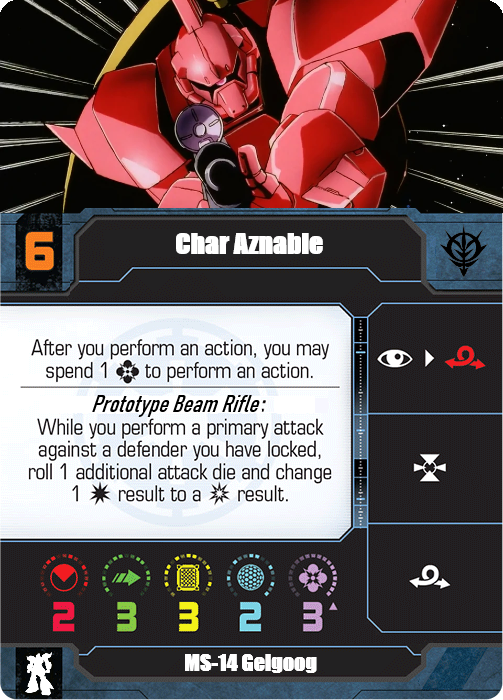 6
Char Aznable
After you perform an action, you may
spend 1 to perform an action.
Prototype Beam Rifle:
While you perform a primary attack
against a defender you have locked,
roll 1 additional attack die and change
1 result to a result.
2 3 3 2 3
MS-14 Gelgoog